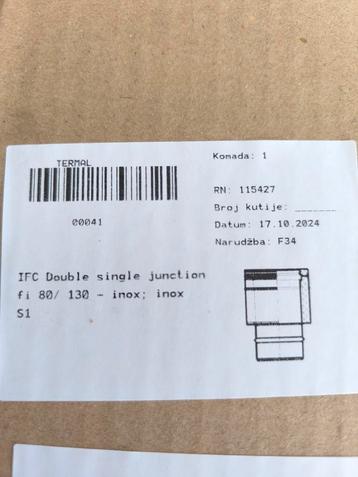 TERMAL
00041
Komada: 1
RN: 115427
Broj kutije: ______
Datum: 17.10.2024
Narudžba: F34
IFC Double single junction
fi 80/ 130 - inox; inox
S1